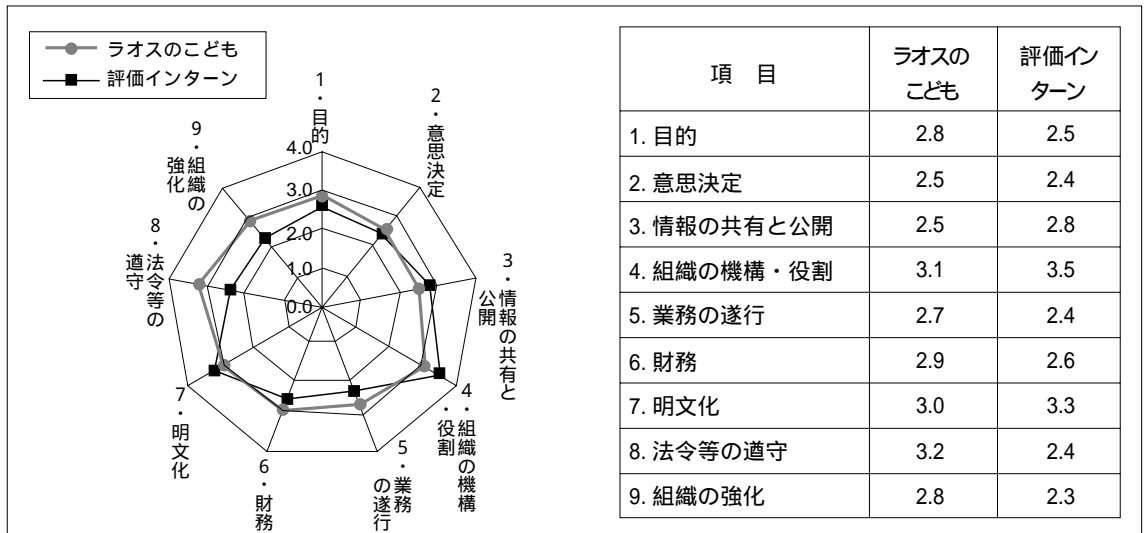 ラオスのこども
評価インターン
1・目的
2・意思決定
3・情報の共有と
公開
4・組織の機構
・役割
5・業務
の遂行
6・財務
7・明文化
8・法令等の
遵守
9・組織の
強化
4.0
3.0
2.0
1.0
0.0
項 目 ラオスの こども 評価イン ターン
1. 目的 2.8 2.5
2. 意思決定 2.5 2.4
3. 情報の共有と公開 2.5 2.8
4. 組織の機構・役割 3.1 3.5
5. 業務の遂行 2.7 2.4
6. 財務 2.9 2.6
7. 明文化 3.0 3.3
8. 法令等の遵守 3.2 2.4
9. 組織の強化 2.8 2.3